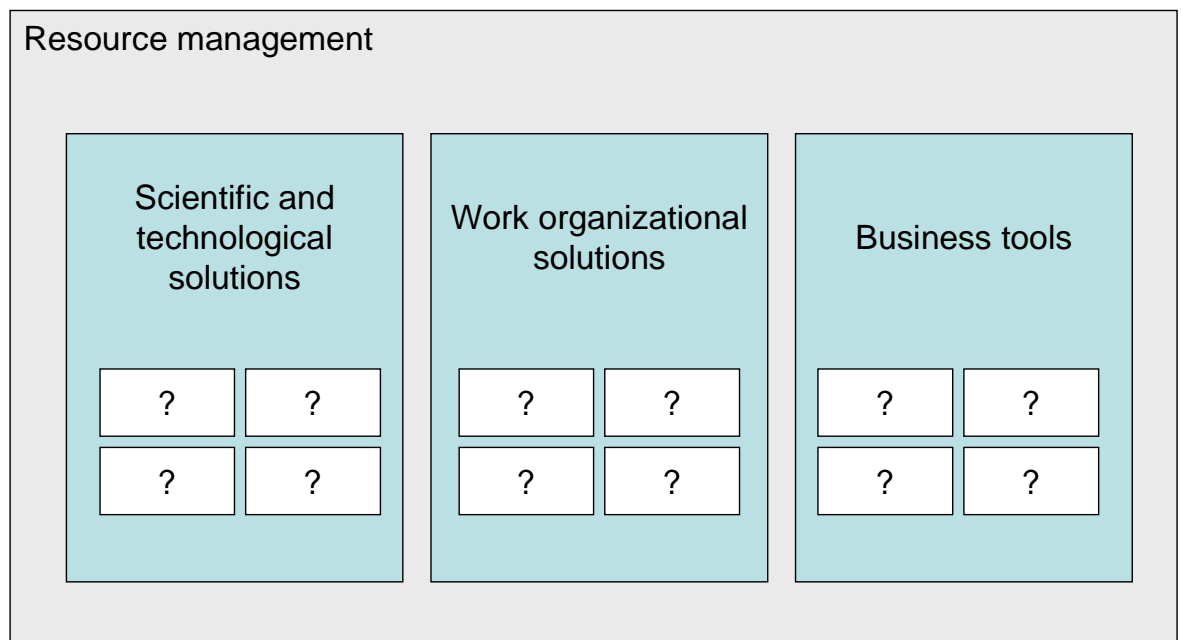 Resource management
Scientific and
technological
solutions
Work organizational
solutions
Business tools
? ? ? ? ? ?
? ? ? ? ? ?